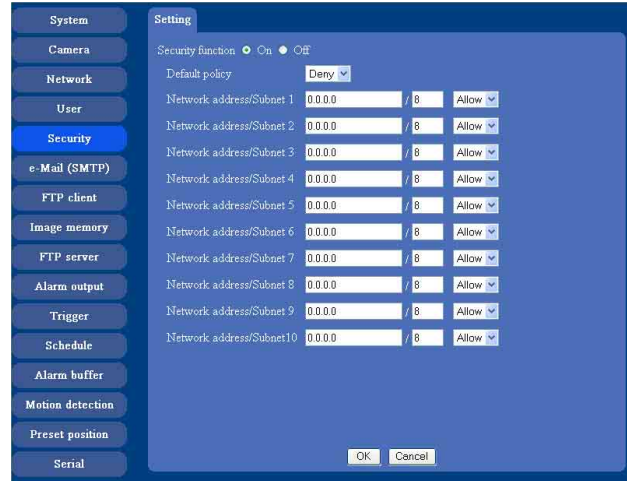 System
Camera
Network
User
Security
e-Mail (SMTP)
FTP client
Image memory
FTP server
Alarm output
Trigger
Schedule
Alarm buffer
Motion detection
Preset position
Serial
Setting
Security function On Off
Default policy Deny
Network address/Subnet 1 0.0.0.0 / 8 Allow
Network address/Subnet 2 0.0.0.0 / 8 Allow
Network address/Subnet 3 0.0.0.0 / 8 Allow
Network address/Subnet 4 0.0.0.0 / 8 Allow
Network address/Subnet 5 0.0.0.0 / 8 Allow
Network address/Subnet 6 0.0.0.0 / 8 Allow
Network address/Subnet 7 0.0.0.0 / 8 Allow
Network address/Subnet 8 0.0.0.0 / 8 Allow
Network address/Subnet 9 0.0.0.0 / 8 Allow
Network address/Subnet10 0.0.0.0 / 8 Allow
OK Cancel